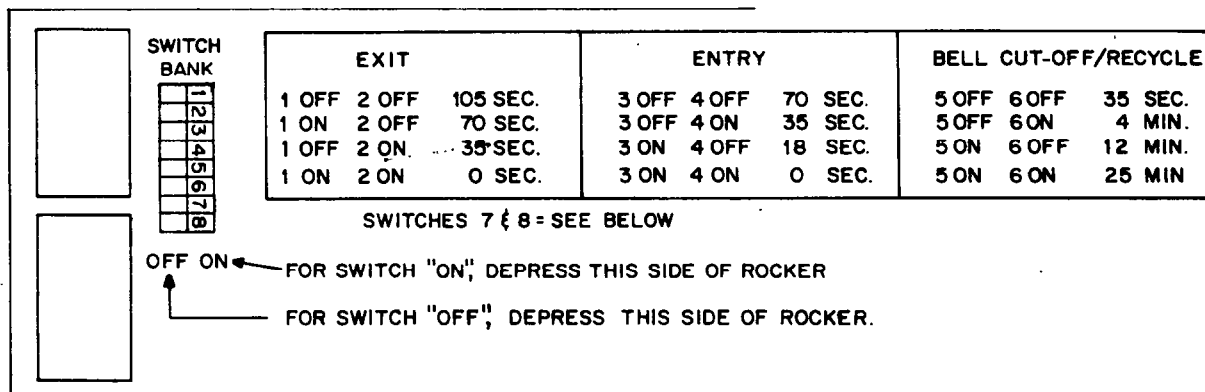 SWITCH
BANK
1
2
3
4
5
6
7
8
OFF ON
EXIT
1 OFF 2 OFF 105 SEC.
1 ON 2 OFF 70 SEC.
1 OFF 2 ON 35 SEC.
1 ON 2 ON 0 SEC.
ENTRY
3 OFF 4 OFF 70 SEC.
3 OFF 4 ON 35 SEC.
3 ON 4 OFF 18 SEC.
3 ON 4 ON 0 SEC.
BELL CUT-OFF/RECYCLE
5 OFF 6 OFF 35 SEC.
5 OFF 6 ON 4 MIN.
5 ON 6 OFF 12 MIN.
5 ON 6 ON 25 MIN
SWITCHES 7 & 8 = SEE BELOW
FOR SWITCH "ON", DEPRESS THIS SIDE OF ROCKER
FOR SWITCH "OFF", DEPRESS THIS SIDE OF ROCKER.